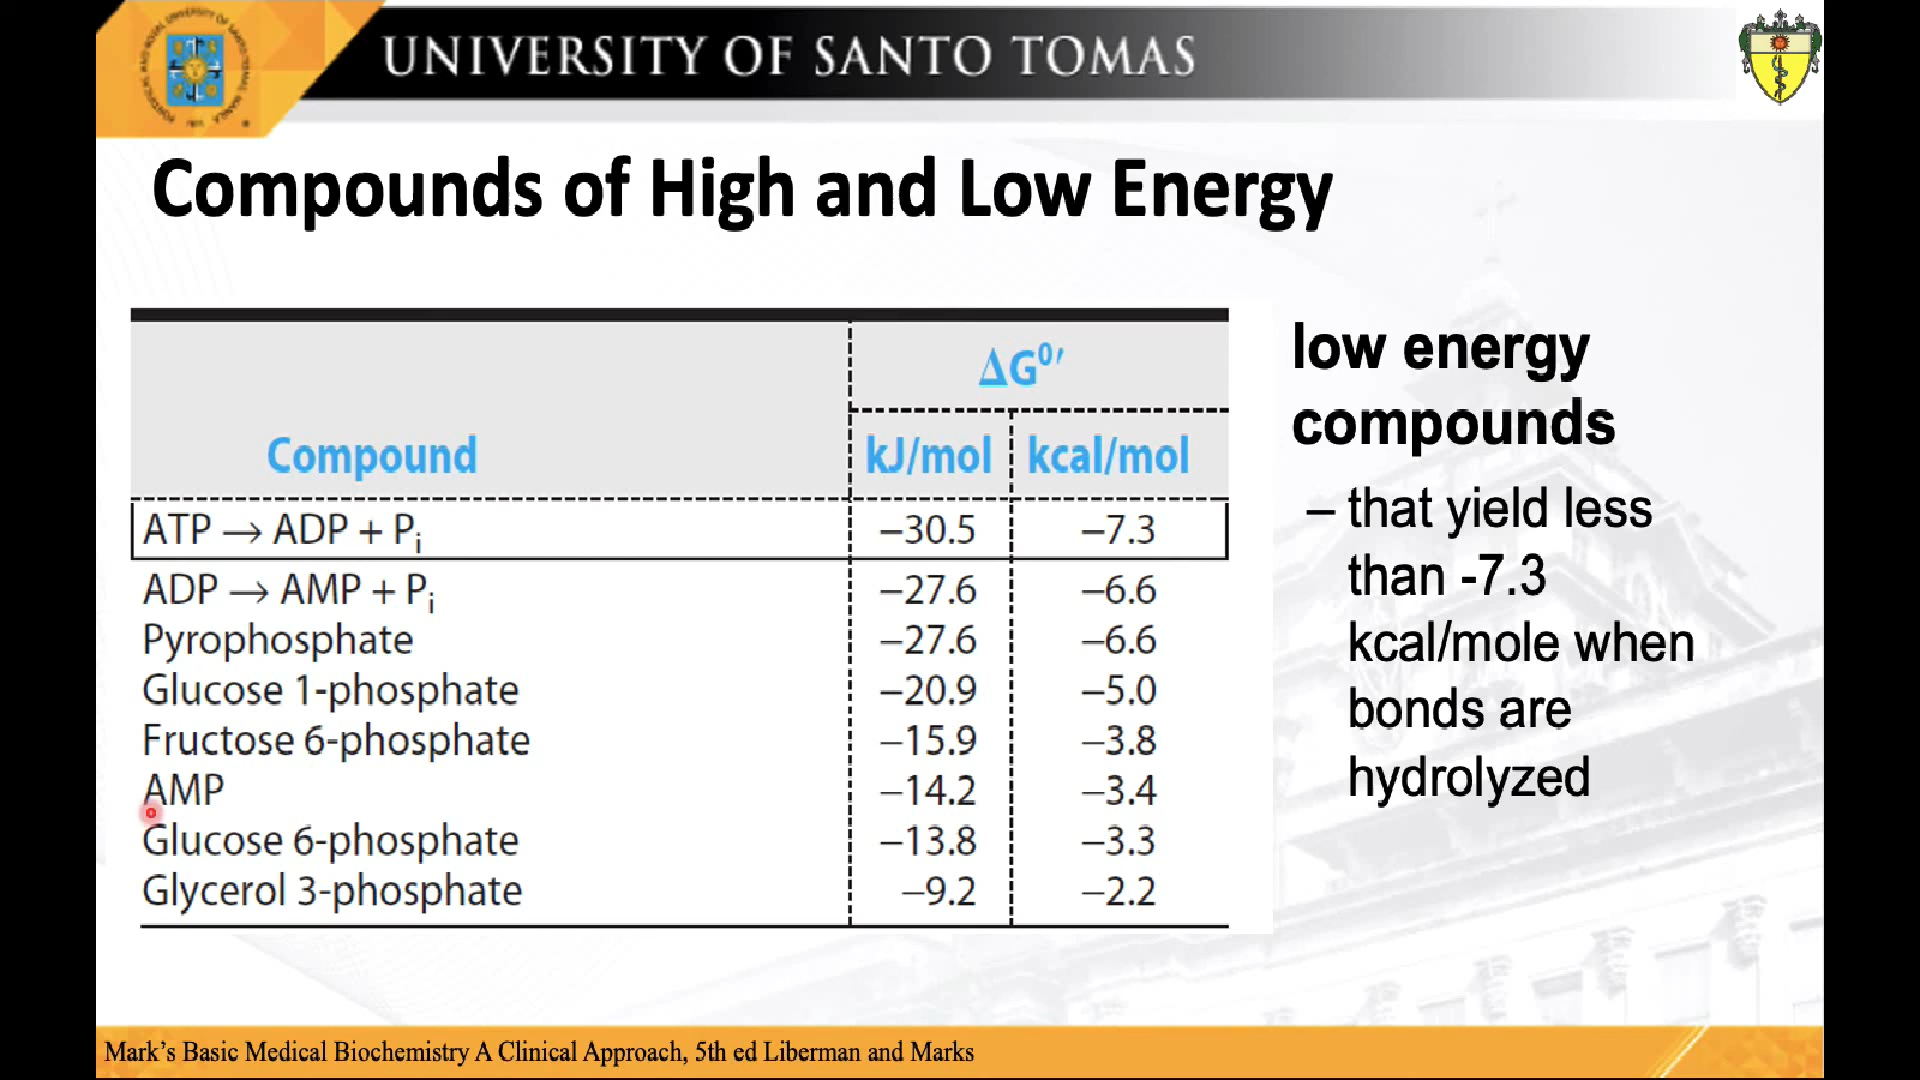 UNIVERSITY OF SANTO TOMAS
Compounds of High and Low Energy
ΔG⁰′
Compound kJ/mol kcal/mol
ATP → ADP + Pᵢ −30.5 −7.3
ADP → AMP + Pᵢ −27.6 −6.6
Pyrophosphate −27.6 −6.6
Glucose 1-phosphate −20.9 −5.0
Fructose 6-phosphate −15.9 −3.8
AMP −14.2 −3.4
Glucose 6-phosphate −13.8 −3.3
Glycerol 3-phosphate −9.2 −2.2
low energy
compounds
– that yield less
than -7.3
kcal/mole when
bonds are
hydrolyzed
Mark's Basic Medical Biochemistry A Clinical Approach, 5th ed Liberman and Marks